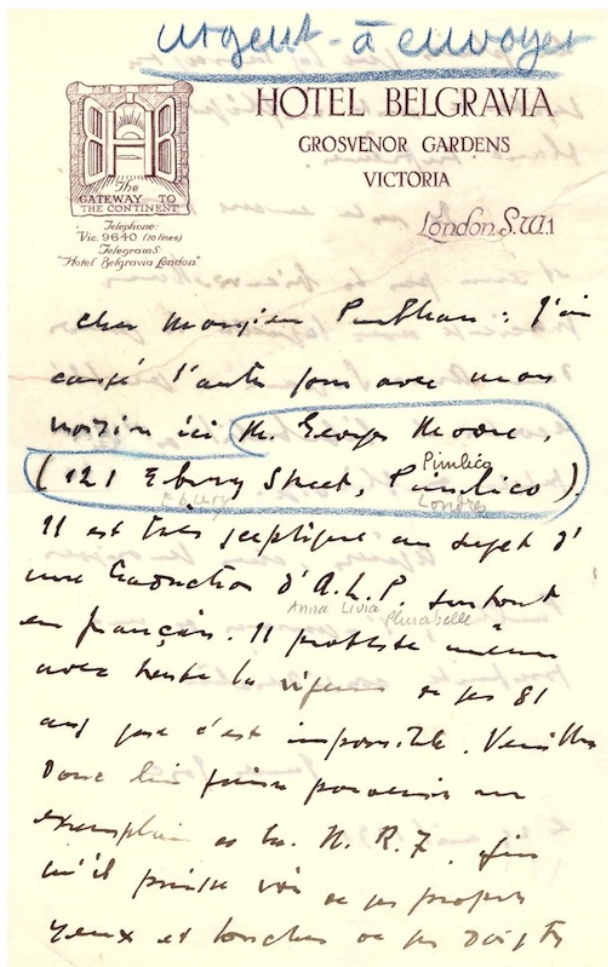 urgent - à envoyer
HOTEL BELGRAVIA
GROSVENOR GARDENS
VICTORIA
London. S.W.1
HB
The
GATEWAY TO
THE CONTINENT
Telephone:
Vic. 9640 (10 lines)
Telegrams:
"Hotel Belgravia London"
Cher Monsieur Paulhan : J'ai
causé l'autre jour avec mon
voisin ici M. George Moore,
Pimlico
(121 Ebury Street, Pimlico).
Ebury Londres
Il est très sceptique au sujet d'
une traduction d'A.L.P. surtout
Anna Livia Plurabelle
en français. Il proteste même
avec toute la vigueur de ses 81
ans que c'est impossible. Veuillez
donc lui faire parvenir un
exemplaire de la N.R.F. afin
qu'il puisse voir de ses propres
yeux et toucher de ses doigts